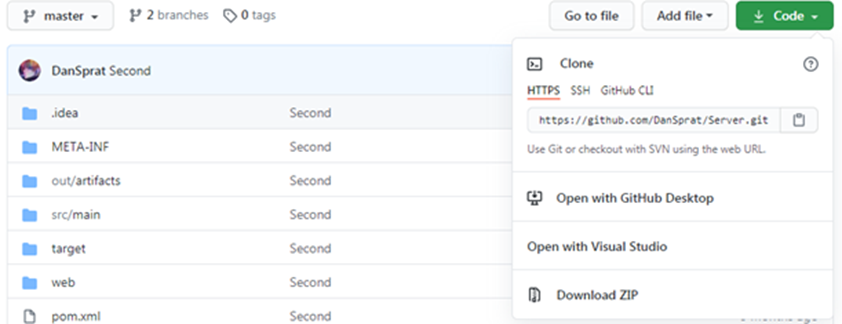 master 2 branches 0 tags Go to file Add file Code
DanSprat Second
.idea Second
META-INF Second
out/artifacts Second
src/main Second
target Second
web Second
pom.xml
Clone
HTTPS SSH GitHub CLI
https://github.com/DanSprat/Server.git
Use Git or checkout with SVN using the web URL.
Open with GitHub Desktop
Open with Visual Studio
Download ZIP